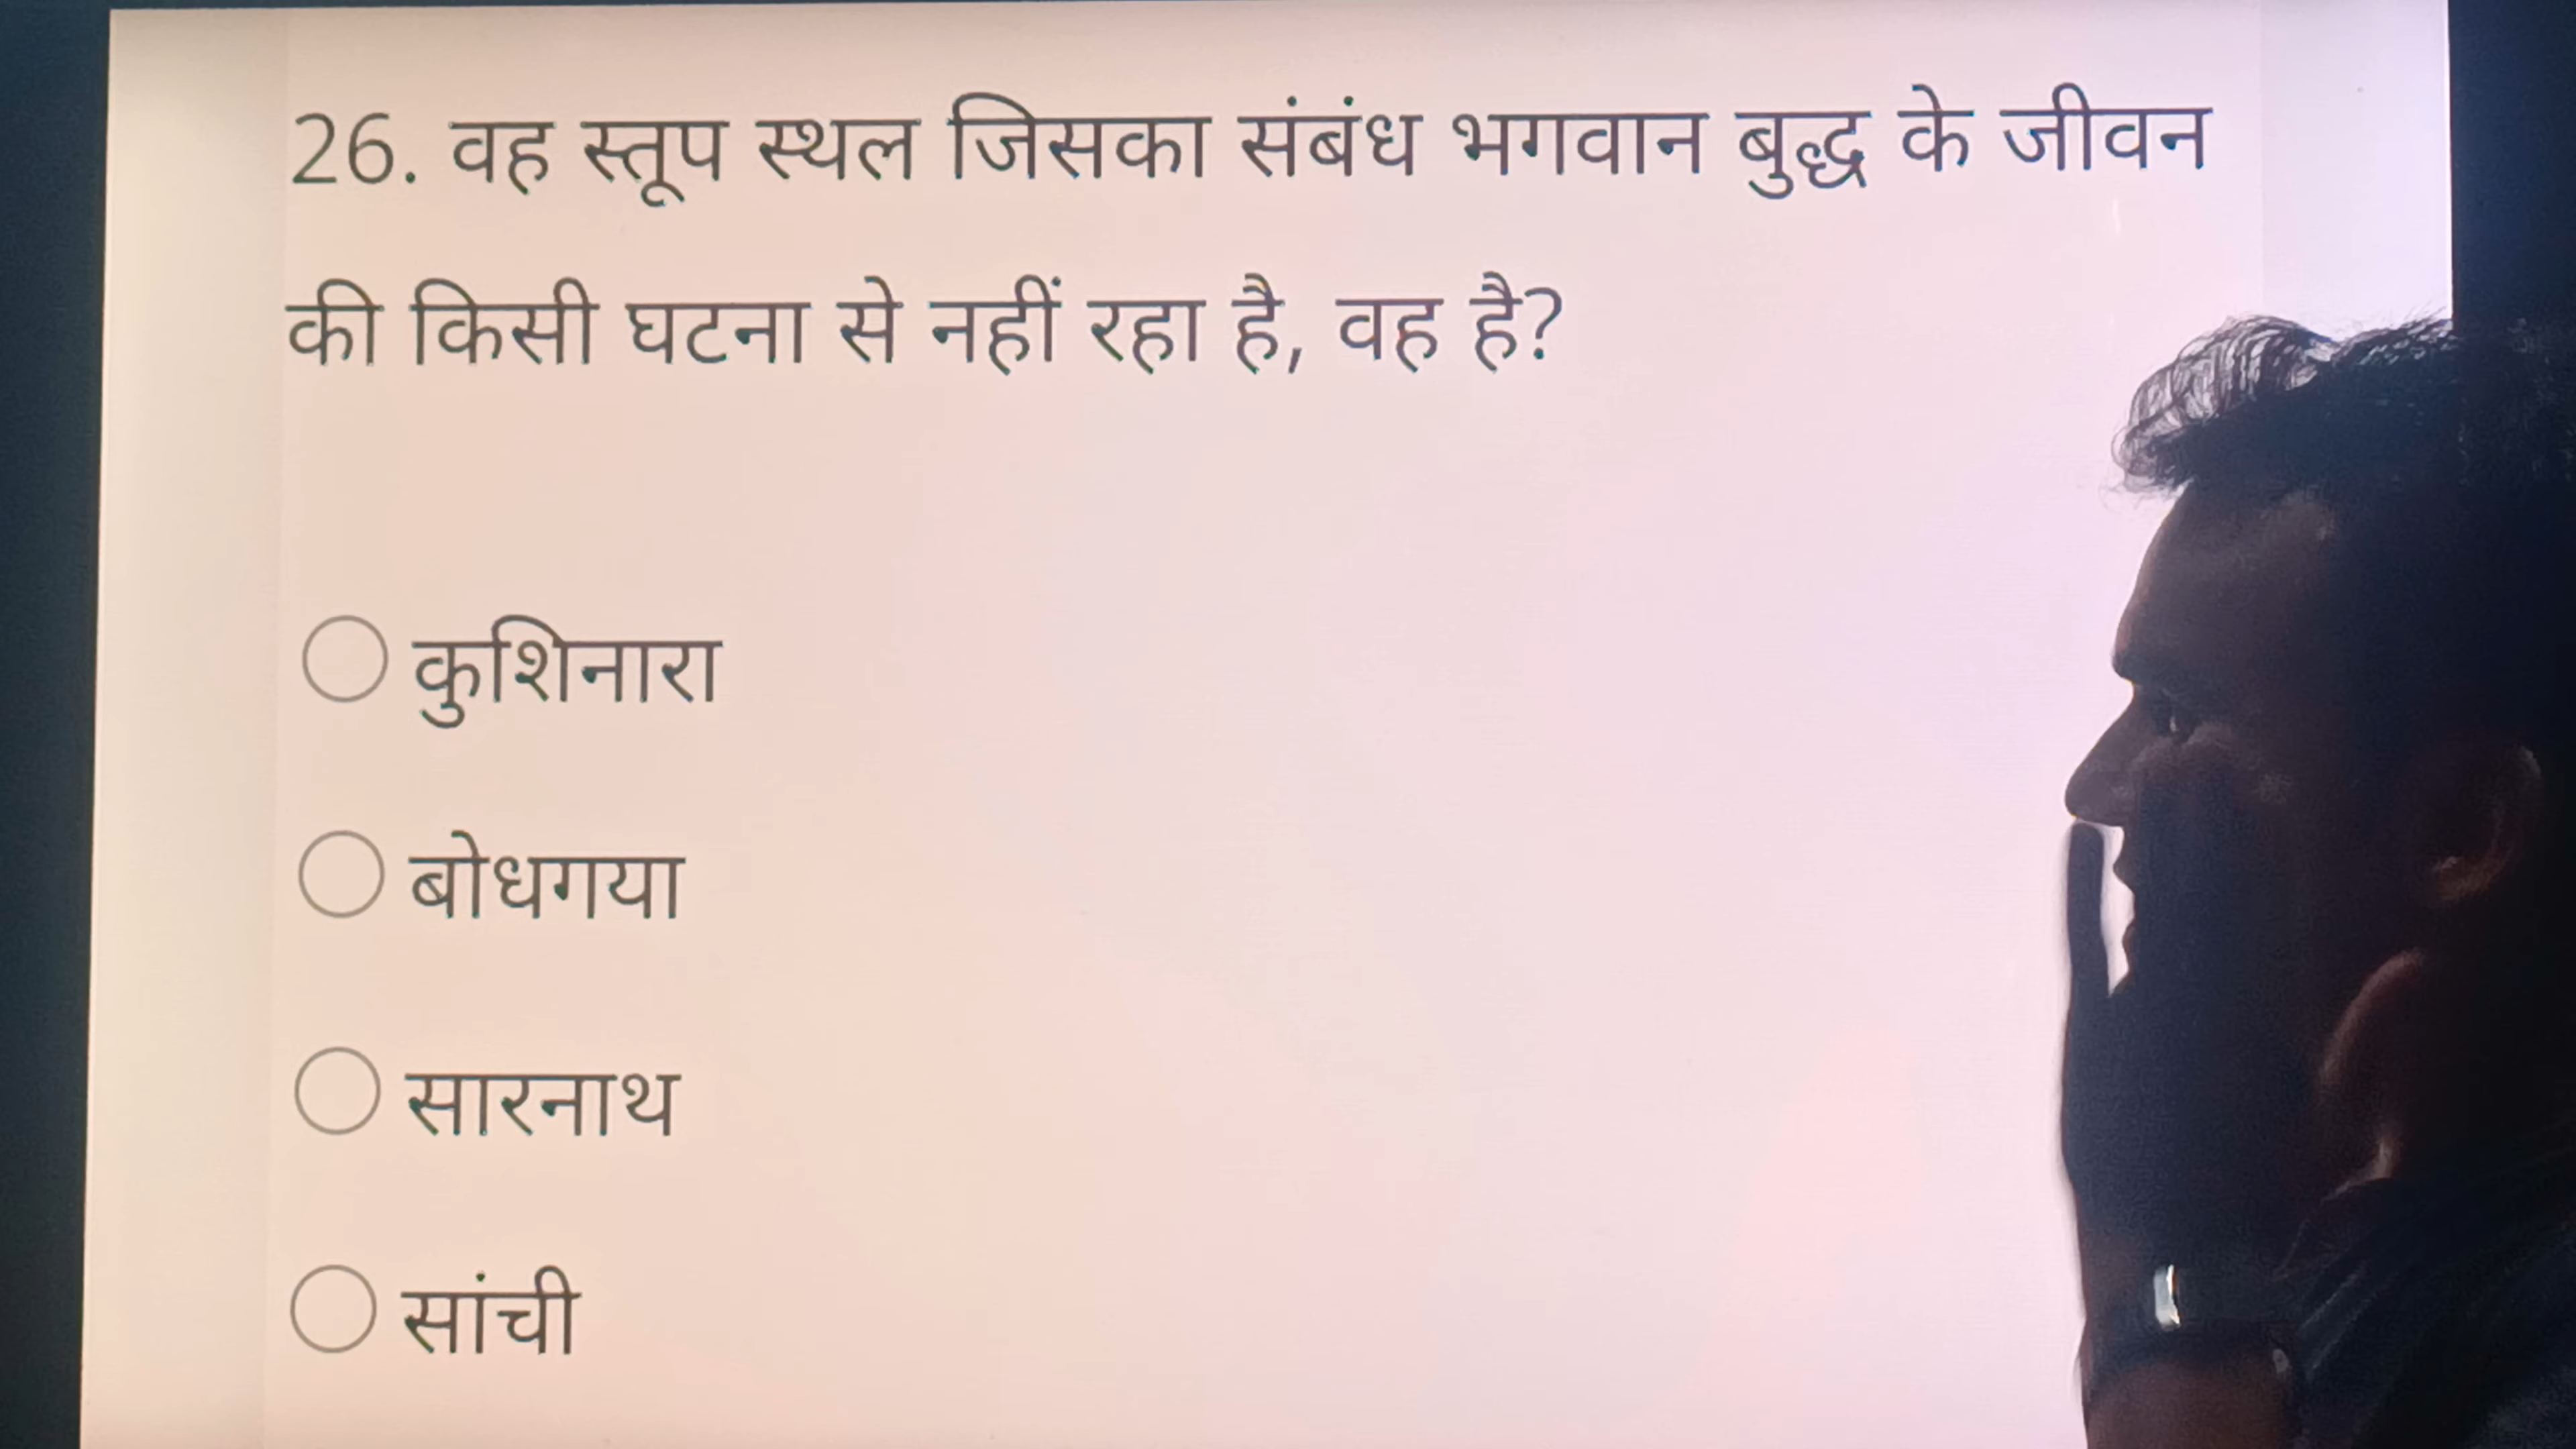 26. वह स्तूप स्थल जिसका संबंध भगवान बुद्ध के जीवन
की किसी घटना से नहीं रहा है, वह है?
कुशिनारा
बोधगया
सारनाथ
सांची